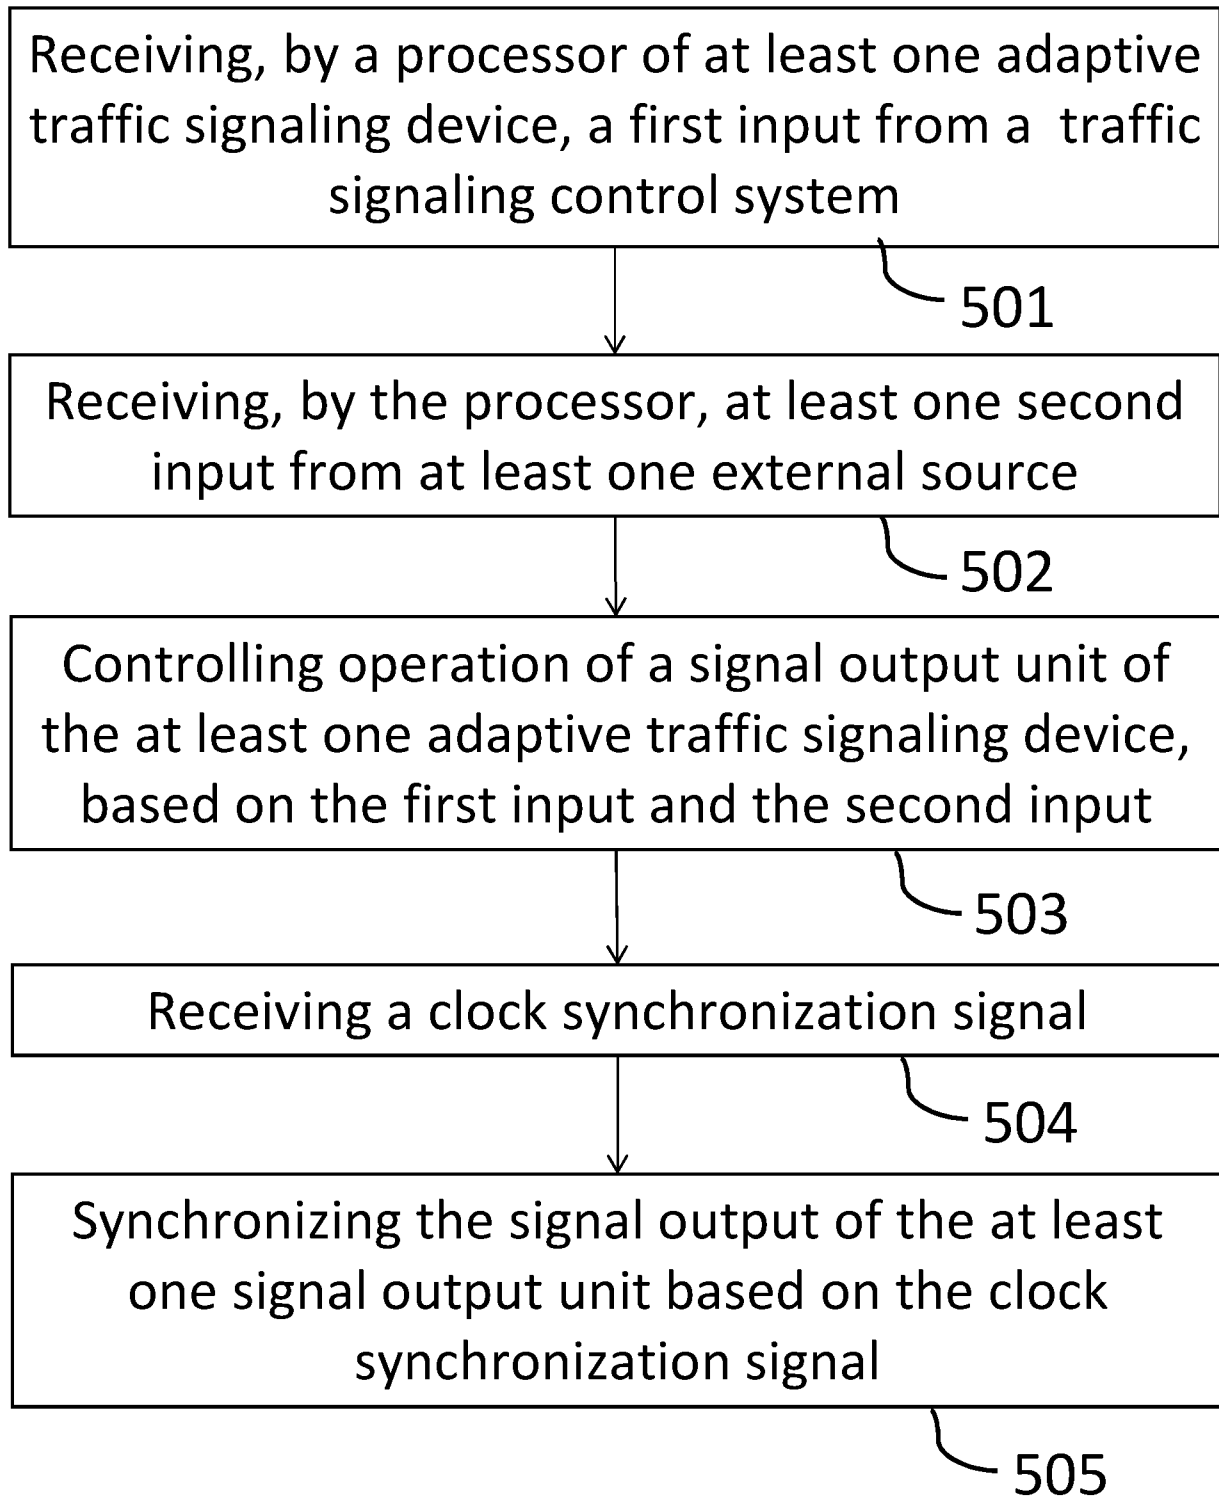 Receiving, by a processor of at least one adaptive
traffic signaling device, a first input from a traffic
signaling control system
501
Receiving, by the processor, at least one second
input from at least one external source
502
Controlling operation of a signal output unit of
the at least one adaptive traffic signaling device,
based on the first input and the second input
503
Receiving a clock synchronization signal
504
Synchronizing the signal output of the at least
one signal output unit based on the clock
synchronization signal
505